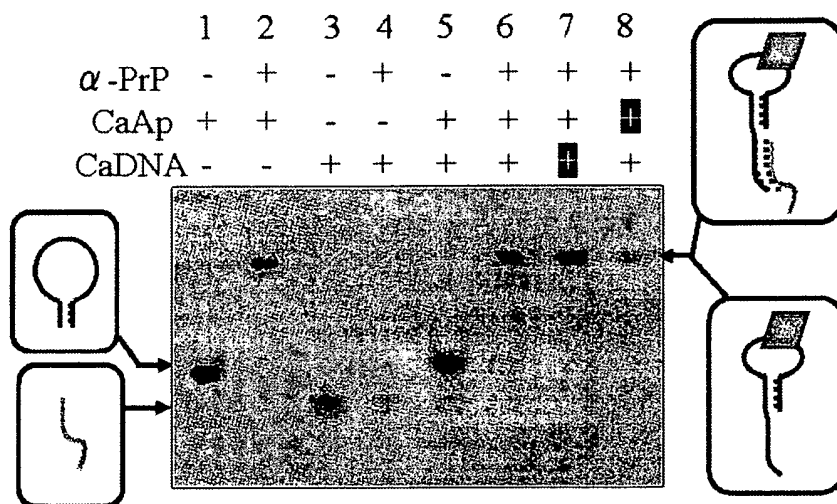 1 2 3 4 5 6 7 8
α-PrP - + - + - + + +
CaAp + + - - + + + +
CaDNA - - + + + + + +